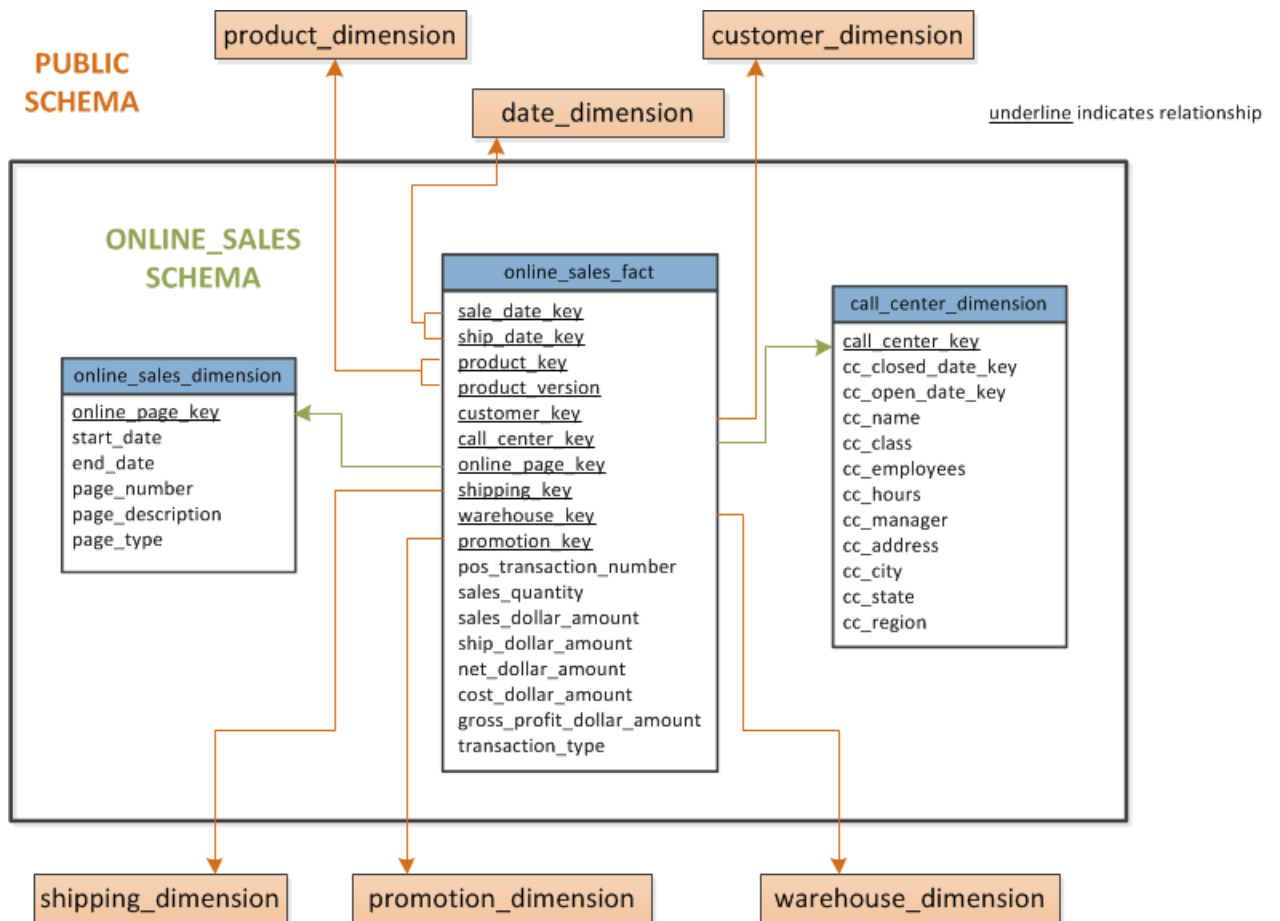 product_dimension
customer_dimension
PUBLIC
SCHEMA
date_dimension
underline indicates relationship
ONLINE_SALES
SCHEMA
online_sales_fact
sale_date_key
ship_date_key
product_key
product_version
customer_key
call_center_key
online_page_key
shipping_key
warehouse_key
promotion_key
pos_transaction_number
sales_quantity
sales_dollar_amount
ship_dollar_amount
net_dollar_amount
cost_dollar_amount
gross_profit_dollar_amount
transaction_type
call_center_dimension
call_center_key
cc_closed_date_key
cc_open_date_key
cc_name
cc_class
cc_employees
cc_hours
cc_manager
cc_address
cc_city
cc_state
cc_region
online_sales_dimension
online_page_key
start_date
end_date
page_number
page_description
page_type
shipping_dimension
promotion_dimension
warehouse_dimension